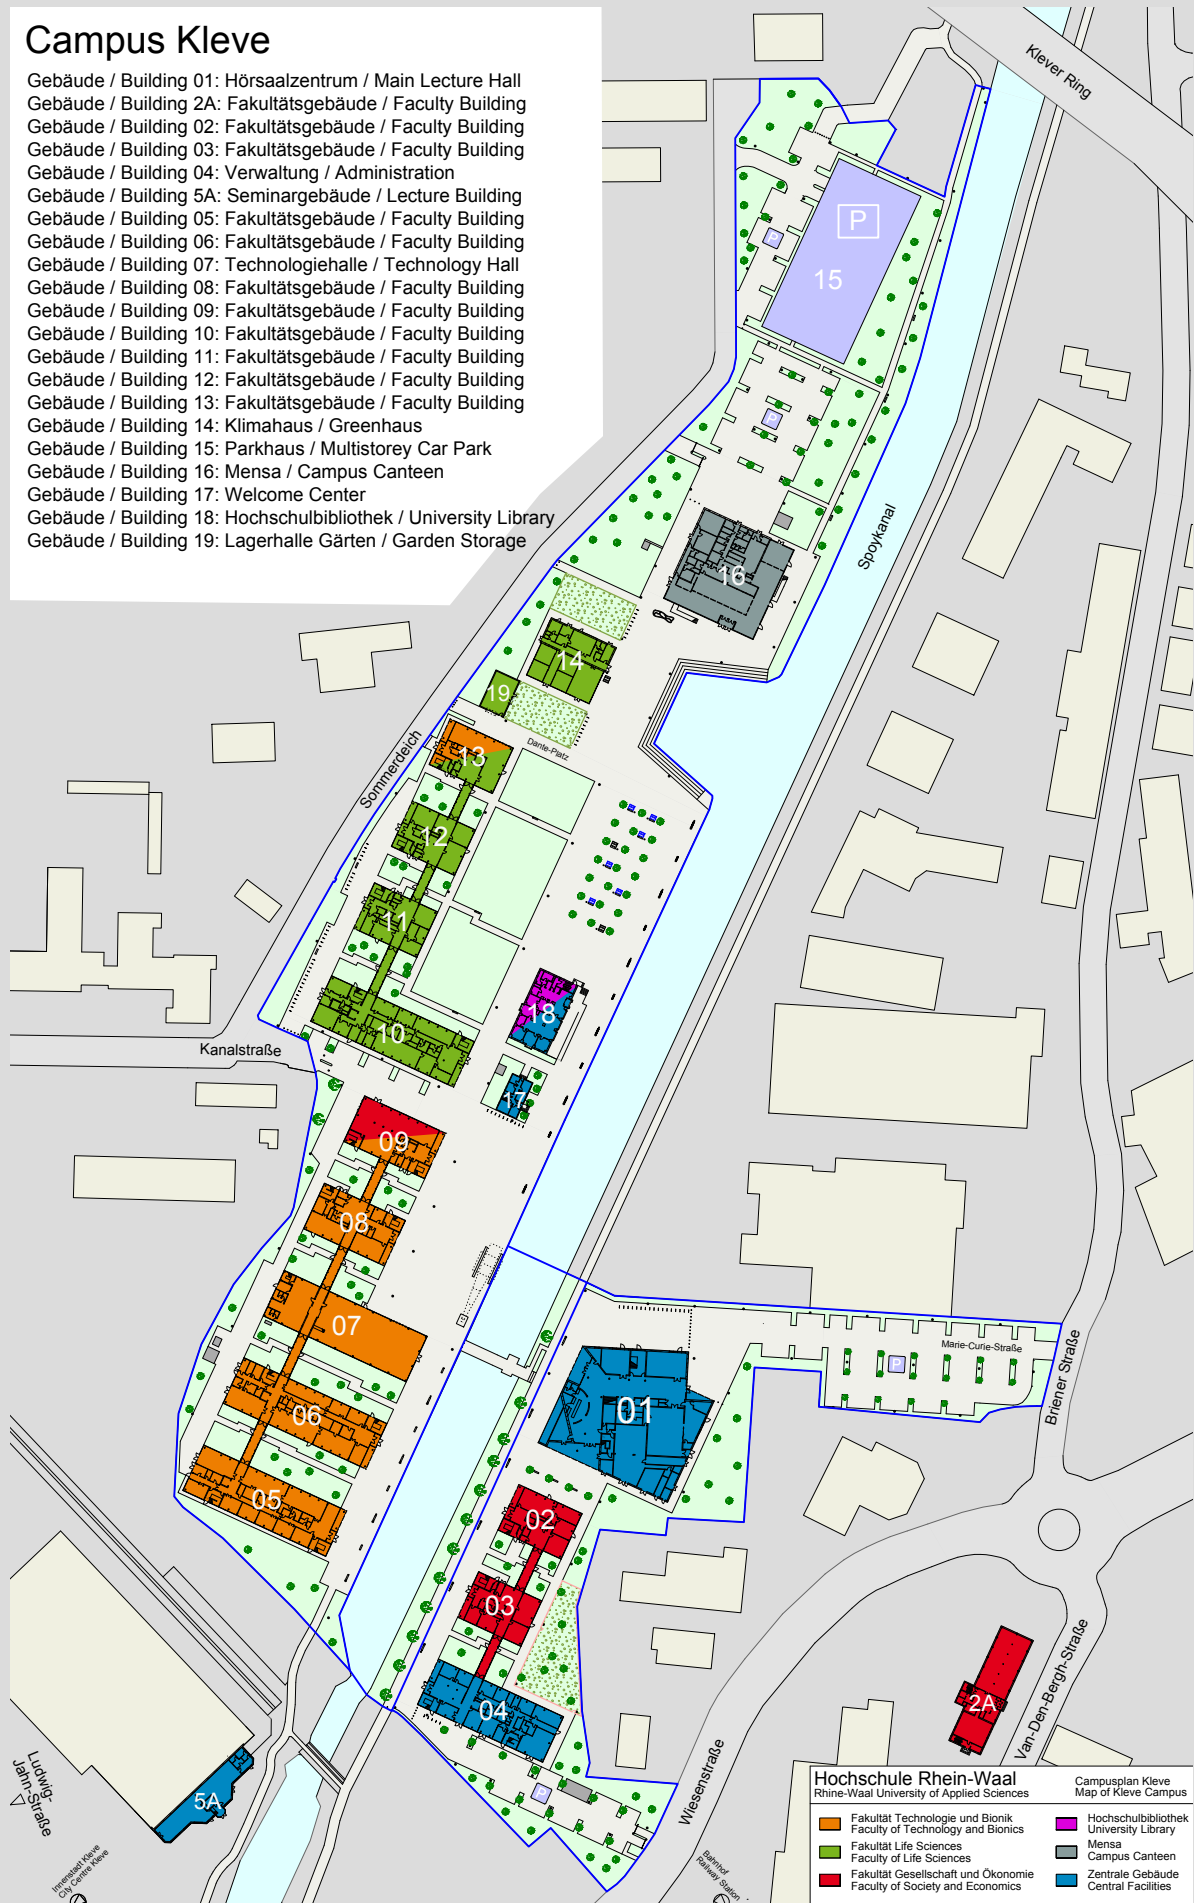 Campus Kleve
Gebäude / Building 01: Hörsaalzentrum / Main Lecture Hall
Gebäude / Building 2A: Fakultätsgebäude / Faculty Building
Gebäude / Building 02: Fakultätsgebäude / Faculty Building
Gebäude / Building 03: Fakultätsgebäude / Faculty Building
Gebäude / Building 04: Verwaltung / Administration
Gebäude / Building 5A: Seminargebäude / Lecture Building
Gebäude / Building 05: Fakultätsgebäude / Faculty Building
Gebäude / Building 06: Fakultätsgebäude / Faculty Building
Gebäude / Building 07: Technologiehalle / Technology Hall
Gebäude / Building 08: Fakultätsgebäude / Faculty Building
Gebäude / Building 09: Fakultätsgebäude / Faculty Building
Gebäude / Building 10: Fakultätsgebäude / Faculty Building
Gebäude / Building 11: Fakultätsgebäude / Faculty Building
Gebäude / Building 12: Fakultätsgebäude / Faculty Building
Gebäude / Building 13: Fakultätsgebäude / Faculty Building
Gebäude / Building 14: Klimahaus / Greenhaus
Gebäude / Building 15: Parkhaus / Multistorey Car Park
Gebäude / Building 16: Mensa / Campus Canteen
Gebäude / Building 17: Welcome Center
Gebäude / Building 18: Hochschulbibliothek / University Library
Gebäude / Building 19: Lagerhalle Gärten / Garden Storage
Klever Ring
P
P
15
P
Spoykanal
16
14
19
Dante-Platz
13
Sommerdeich
12
11
18
10
Kanalstraße
17
09
08
07
Marie-Curie-Straße
P
Briener Straße
01
06
05
02
03
04
2A
Van-Den-Bergh-Straße
Wiesenstraße
P
5A
Ludwig-
Jahn-Straße
Innenstadt Kleve
City Centre Kleve
Bahnhof
Railway Station
Hochschule Rhein-Waal
Rhine-Waal University of Applied Sciences
Campusplan Kleve
Map of Kleve Campus
Fakultät Technologie und Bionik
Faculty of Technology and Bionics
Fakultät Life Sciences
Faculty of Life Sciences
Fakultät Gesellschaft und Ökonomie
Faculty of Society and Economics
Hochschulbibliothek
University Library
Mensa
Campus Canteen
Zentrale Gebäude
Central Facilities